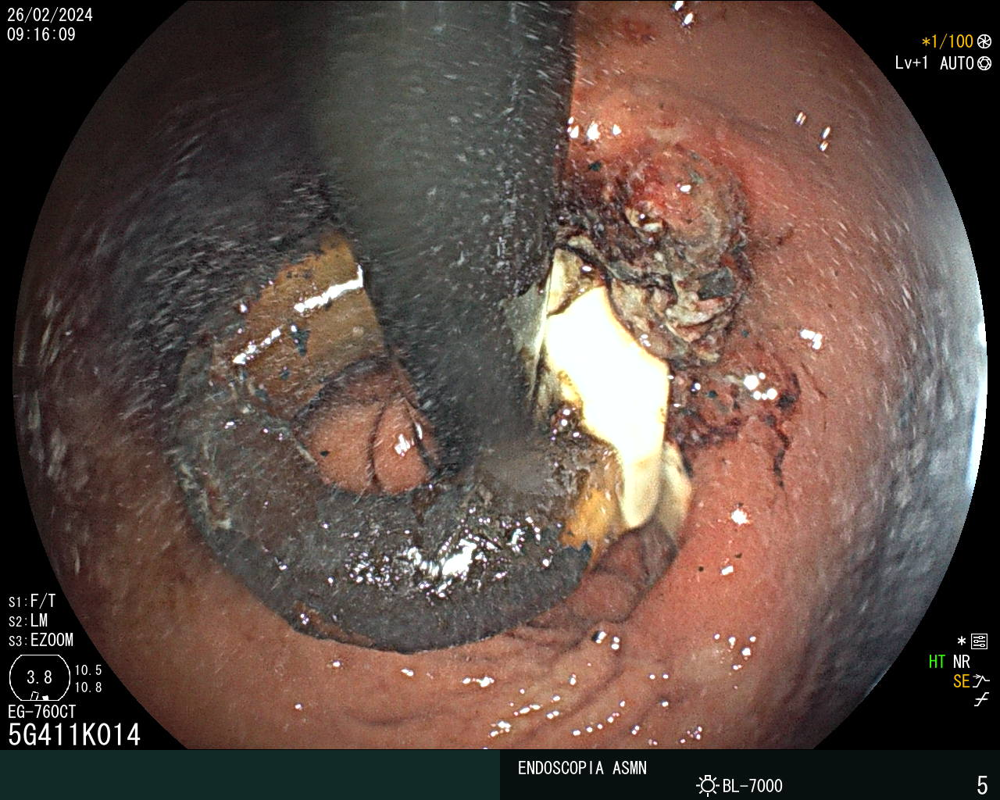 26/02/2024
09:16:09
*1/100
Lv+1 AUTO
S1:F/T
S2:LM
S3:EZOOM
3.8 10.5
10.8
EG-760CT
5G411K014
*
HT NR
SE
ENDOSCOPIA ASMN
BL-7000
5